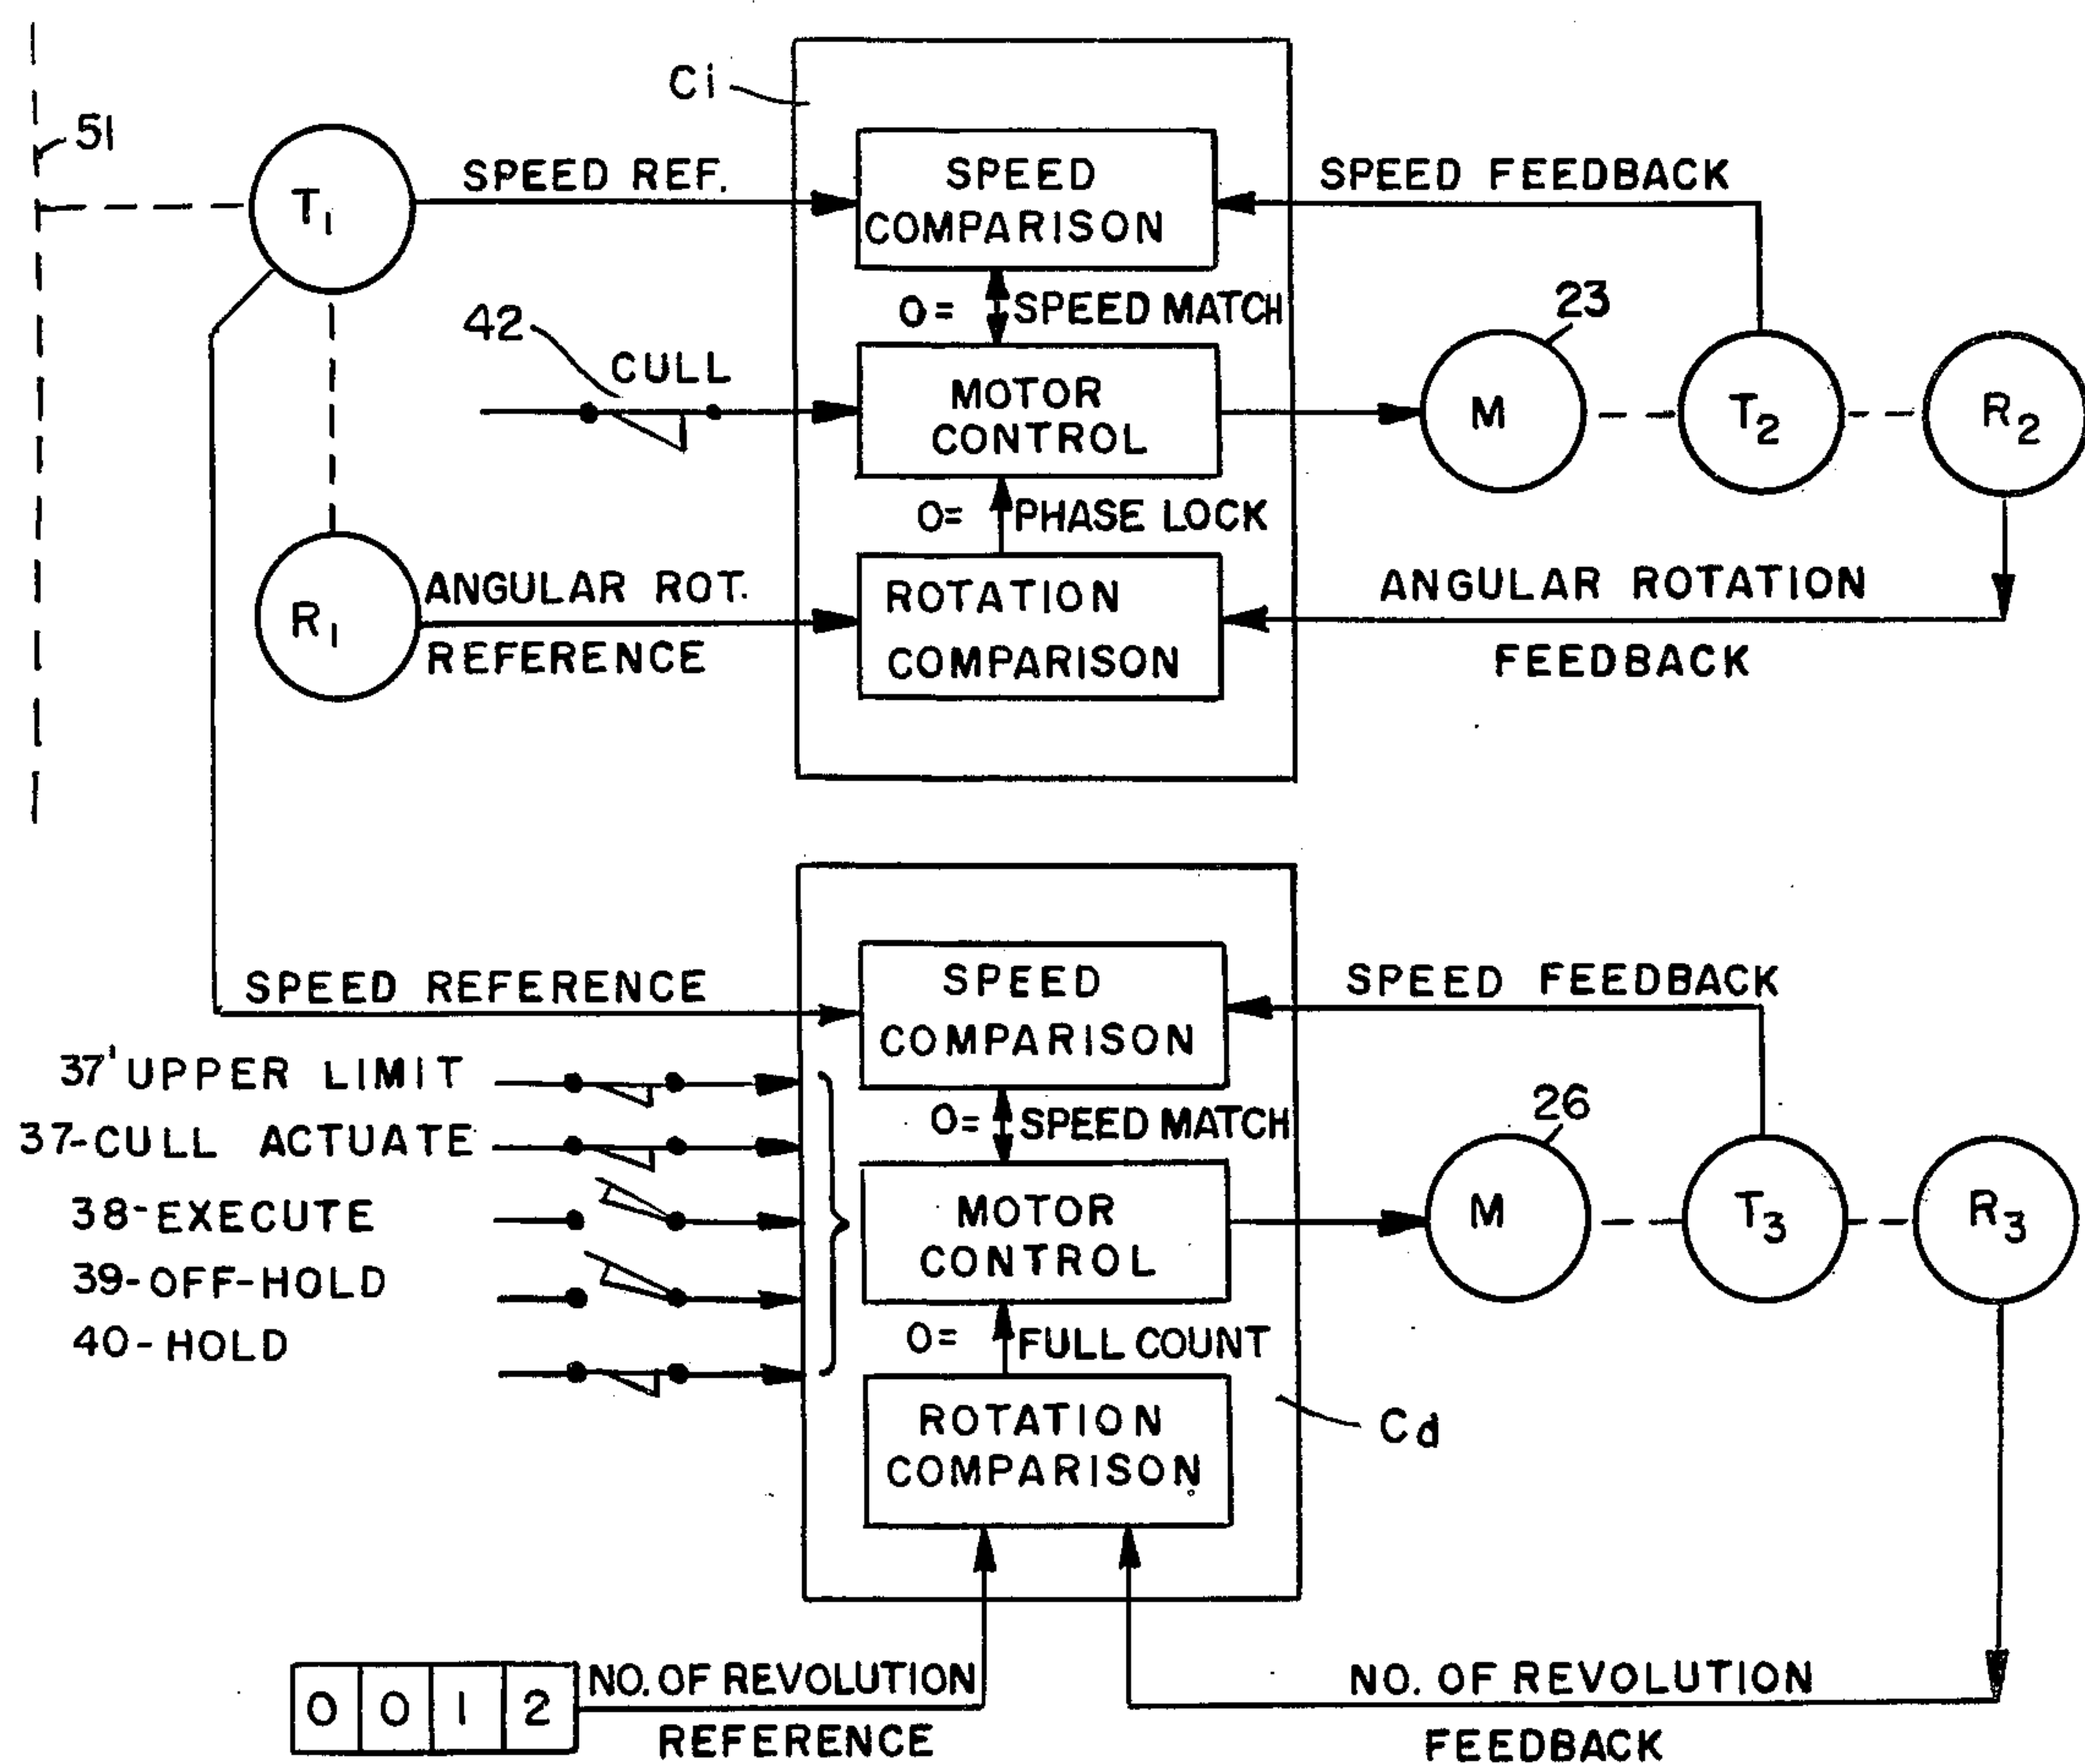 Ci
51
T1
SPEED REF.
SPEED
COMPARISON
SPEED FEEDBACK
0= SPEED MATCH
42
CULL
MOTOR
CONTROL
23
M
T2
R2
0= PHASE LOCK
R1
ANGULAR ROT.
REFERENCE
ROTATION
COMPARISON
ANGULAR ROTATION
FEEDBACK
SPEED REFERENCE
SPEED
COMPARISON
SPEED FEEDBACK
37' UPPER LIMIT
37-CULL ACTUATE
38-EXECUTE
39-OFF-HOLD
40-HOLD
0= SPEED MATCH
MOTOR
CONTROL
26
M
T3
R3
0= FULL COUNT
ROTATION
COMPARISON
Cd
0 0 1 2
NO. OF REVOLUTION
REFERENCE
NO. OF REVOLUTION
FEEDBACK